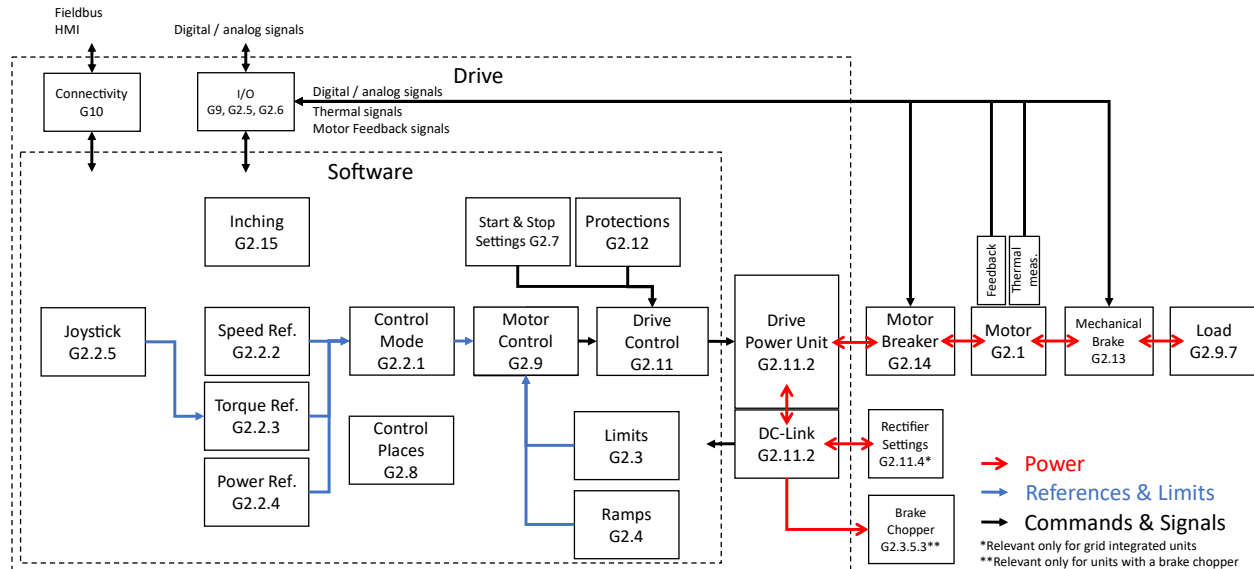 Fieldbus
HMI
Digital / analog signals
Drive
Connectivity
G10
I/O
G9, G2.5, G2.6
Digital / analog signals
Thermal signals
Motor Feedback signals
Software
Inching
G2.15
Start & Stop
Settings G2.7
Protections
G2.12
Feedback
Thermal
meas.
Joystick
G2.2.5
Speed Ref.
G2.2.2
Control
Mode
G2.2.1
Motor
Control
G2.9
Drive
Control
G2.11
Drive
Power Unit
G2.11.2
Motor
Breaker
G2.14
Motor
G2.1
Mechanical
Brake
G2.13
Load
G2.9.7
Torque Ref.
G2.2.3
Control
Places
G2.8
Limits
G2.3
DC-Link
G2.11.2
Rectifier
Settings
G2.11.4*
Power Ref.
G2.2.4
Ramps
G2.4
Brake
Chopper
G2.3.5.3**
Power
References & Limits
Commands & Signals
*Relevant only for grid integrated units
**Relevant only for units with a brake chopper